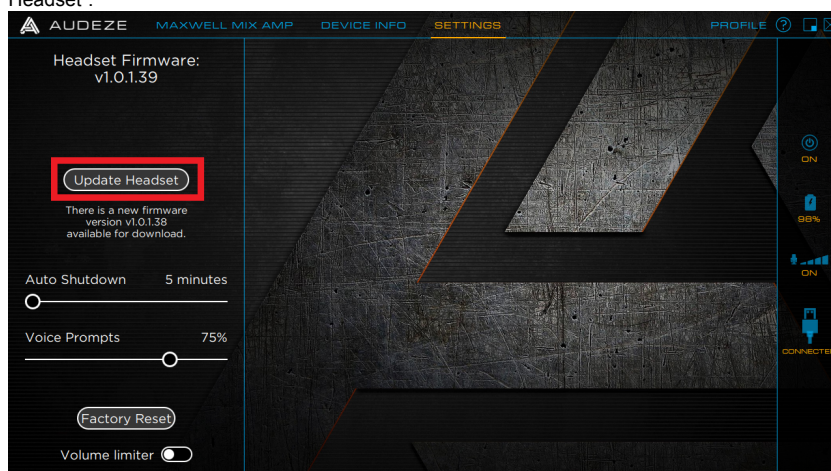 Headset".
AUDEZE MAXWELL MIX AMP DEVICE INFO SETTINGS PROFILE ?
Headset Firmware:
v1.0.1.39
Update Headset
There is a new firmware
version v1.0.1.38
available for download.
Auto Shutdown 5 minutes
Voice Prompts 75%
Factory Reset
Volume limiter
ON
98%
ON
CONNECTE